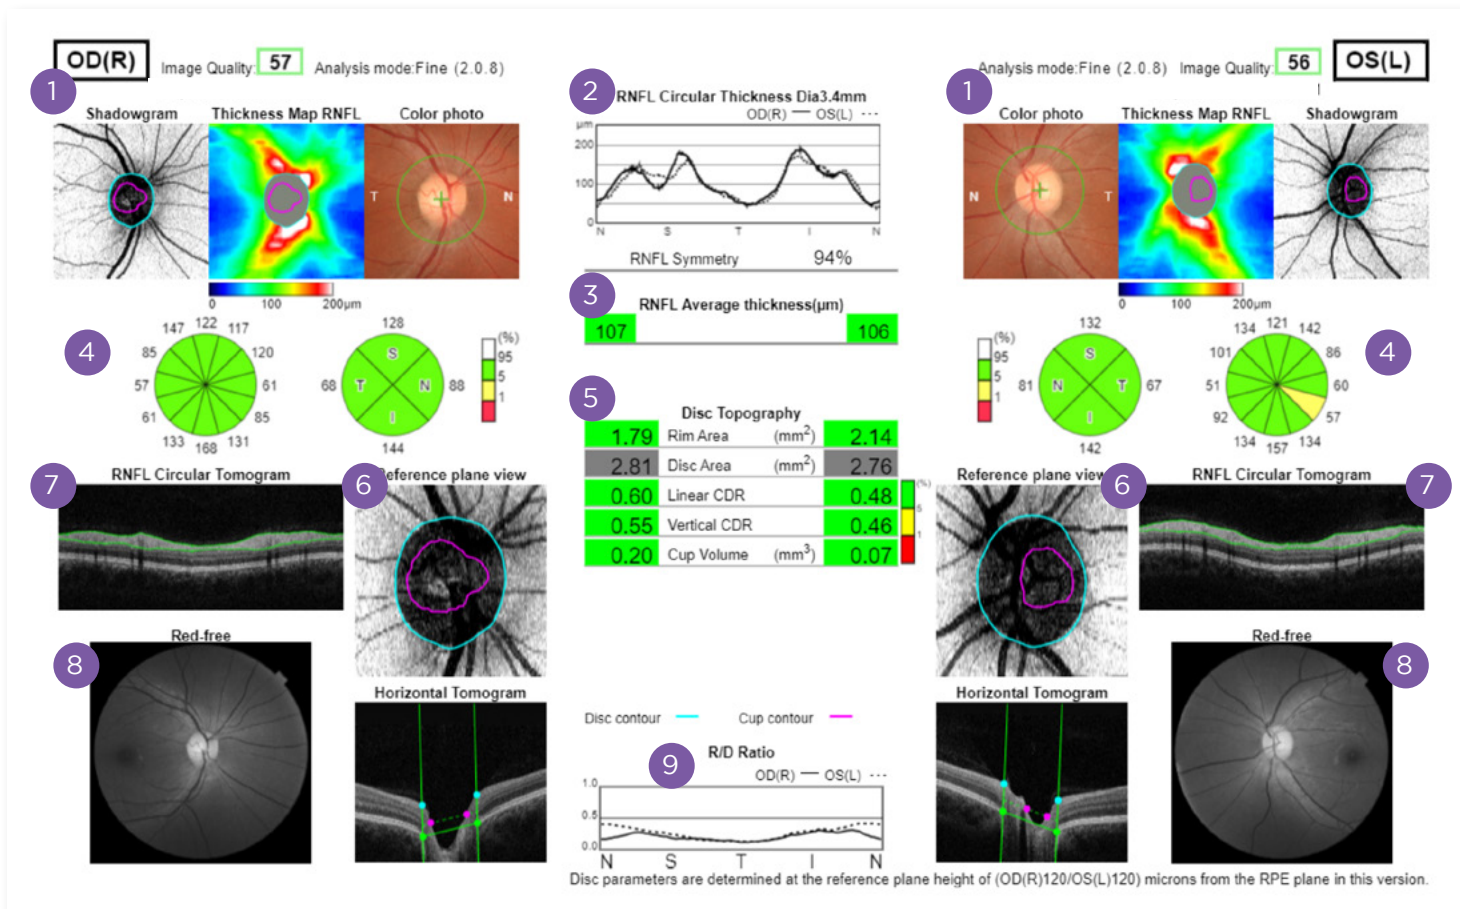 OD(R) Image Quality: 57 Analysis mode:Fine (2.0.8)
1
Shadowgram Thickness Map RNFL Color photo
T N
0 100 200µm
4
147 122 117
85 120
57 61
61 85
133 168 131
128
S
68 T N 88
I
144
(%)
95
5
1
7
RNFL Circular Tomogram
6
Reference plane view
8
Red-free
Horizontal Tomogram
2
RNFL Circular Thickness Dia3.4mm
OD(R) OS(L)
µm
200
100
0
N S T I N
RNFL Symmetry 94%
3
RNFL Average thickness(µm)
107 106
5
Disc Topography
1.79 Rim Area (mm²) 2.14
2.81 Disc Area (mm²) 2.76
0.60 Linear CDR 0.48
0.55 Vertical CDR 0.46
0.20 Cup Volume (mm³) 0.07
(%)
5
1
Disc contour Cup contour
9
R/D Ratio
OD(R) OS(L)
1.0
0.5
0.0
N S T I N
Analysis mode:Fine (2.0.8) Image Quality: 56 OS(L)
1
Color photo Thickness Map RNFL Shadowgram
N T
0 100 200µm
(%)
95
5
1
132
S
81 N T 67
I
142
4
134 121 142
101 86
51 60
92 57
134 157 134
Reference plane view
6
RNFL Circular Tomogram
7
Red-free
8
Horizontal Tomogram
Disc parameters are determined at the reference plane height of (OD(R)120/OS(L)120) microns from the RPE plane in this version.